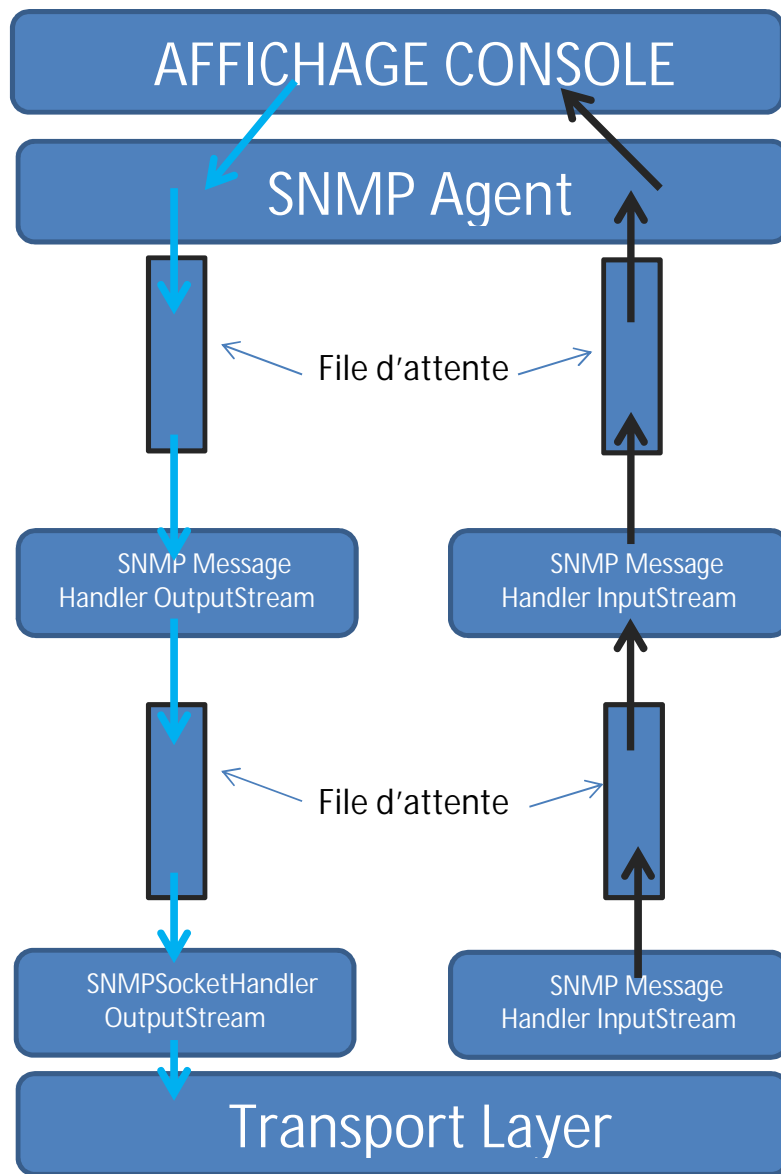 AFFICHAGE CONSOLE
SNMP Agent
File d'attente
SNMP Message
Handler OutputStream
SNMP Message
Handler InputStream
File d'attente
SNMPSocketHandler
OutputStream
SNMP Message
Handler InputStream
Transport Layer